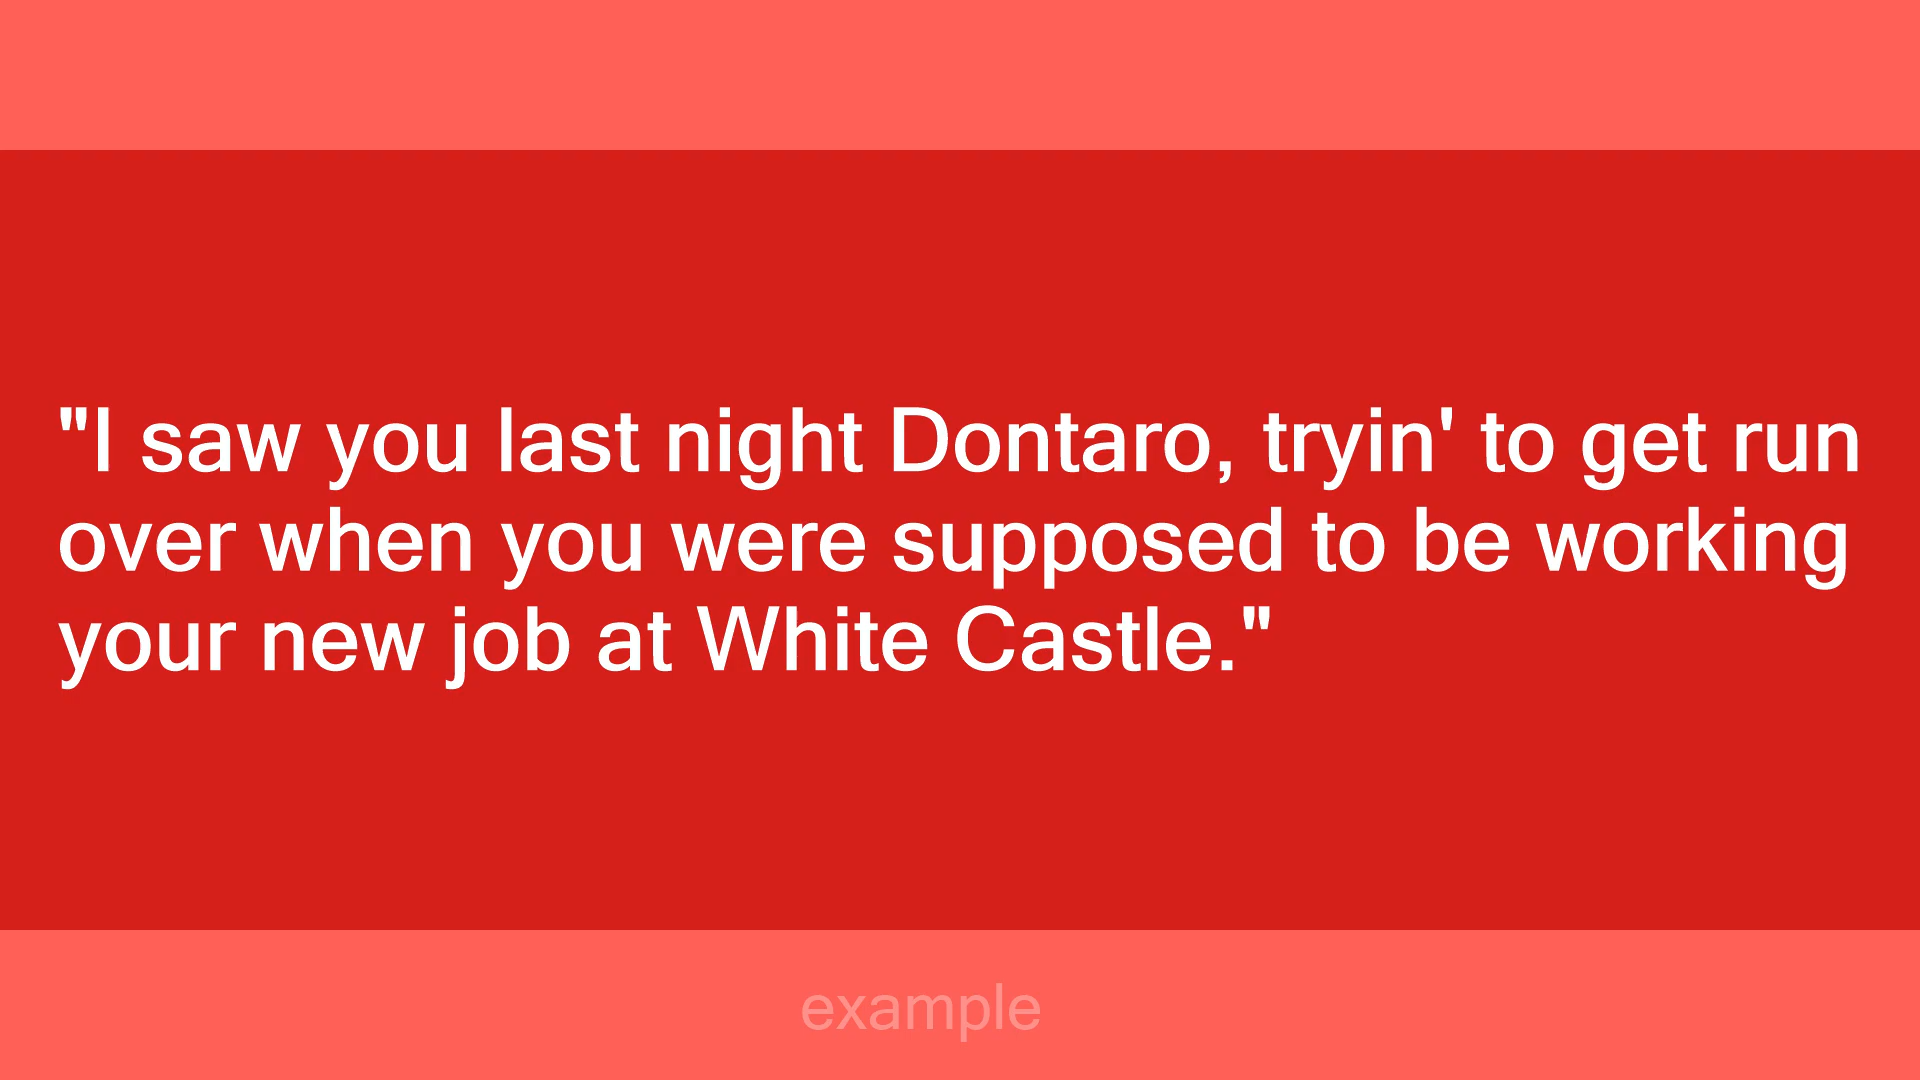 "I saw you last night Dontaro, tryin' to get run
over when you were supposed to be working
your new job at White Castle."
example